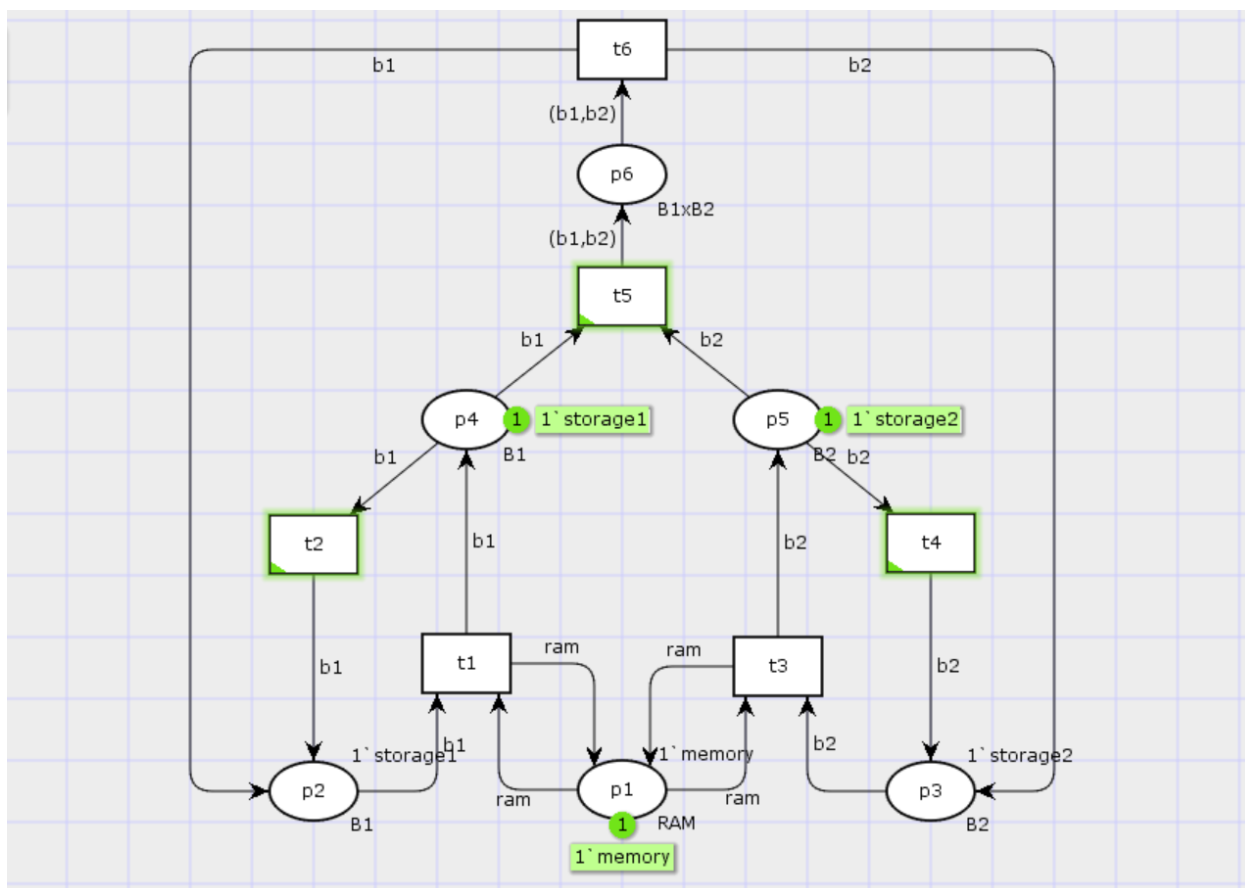 t6
b1
b2
(b1,b2)
p6
B1xB2
(b1,b2)
t5
b1
b2
p4
1
1`storage1
B1
p5
1
1`storage2
B2
b1
b2
t2
t4
b1
b2
t1
ram
ram
t3
b1
b2
1`storage1
b1
b2
1`memory
1`storage2
p2
B1
ram
p1
ram
RAM
p3
B2
1
1`memory